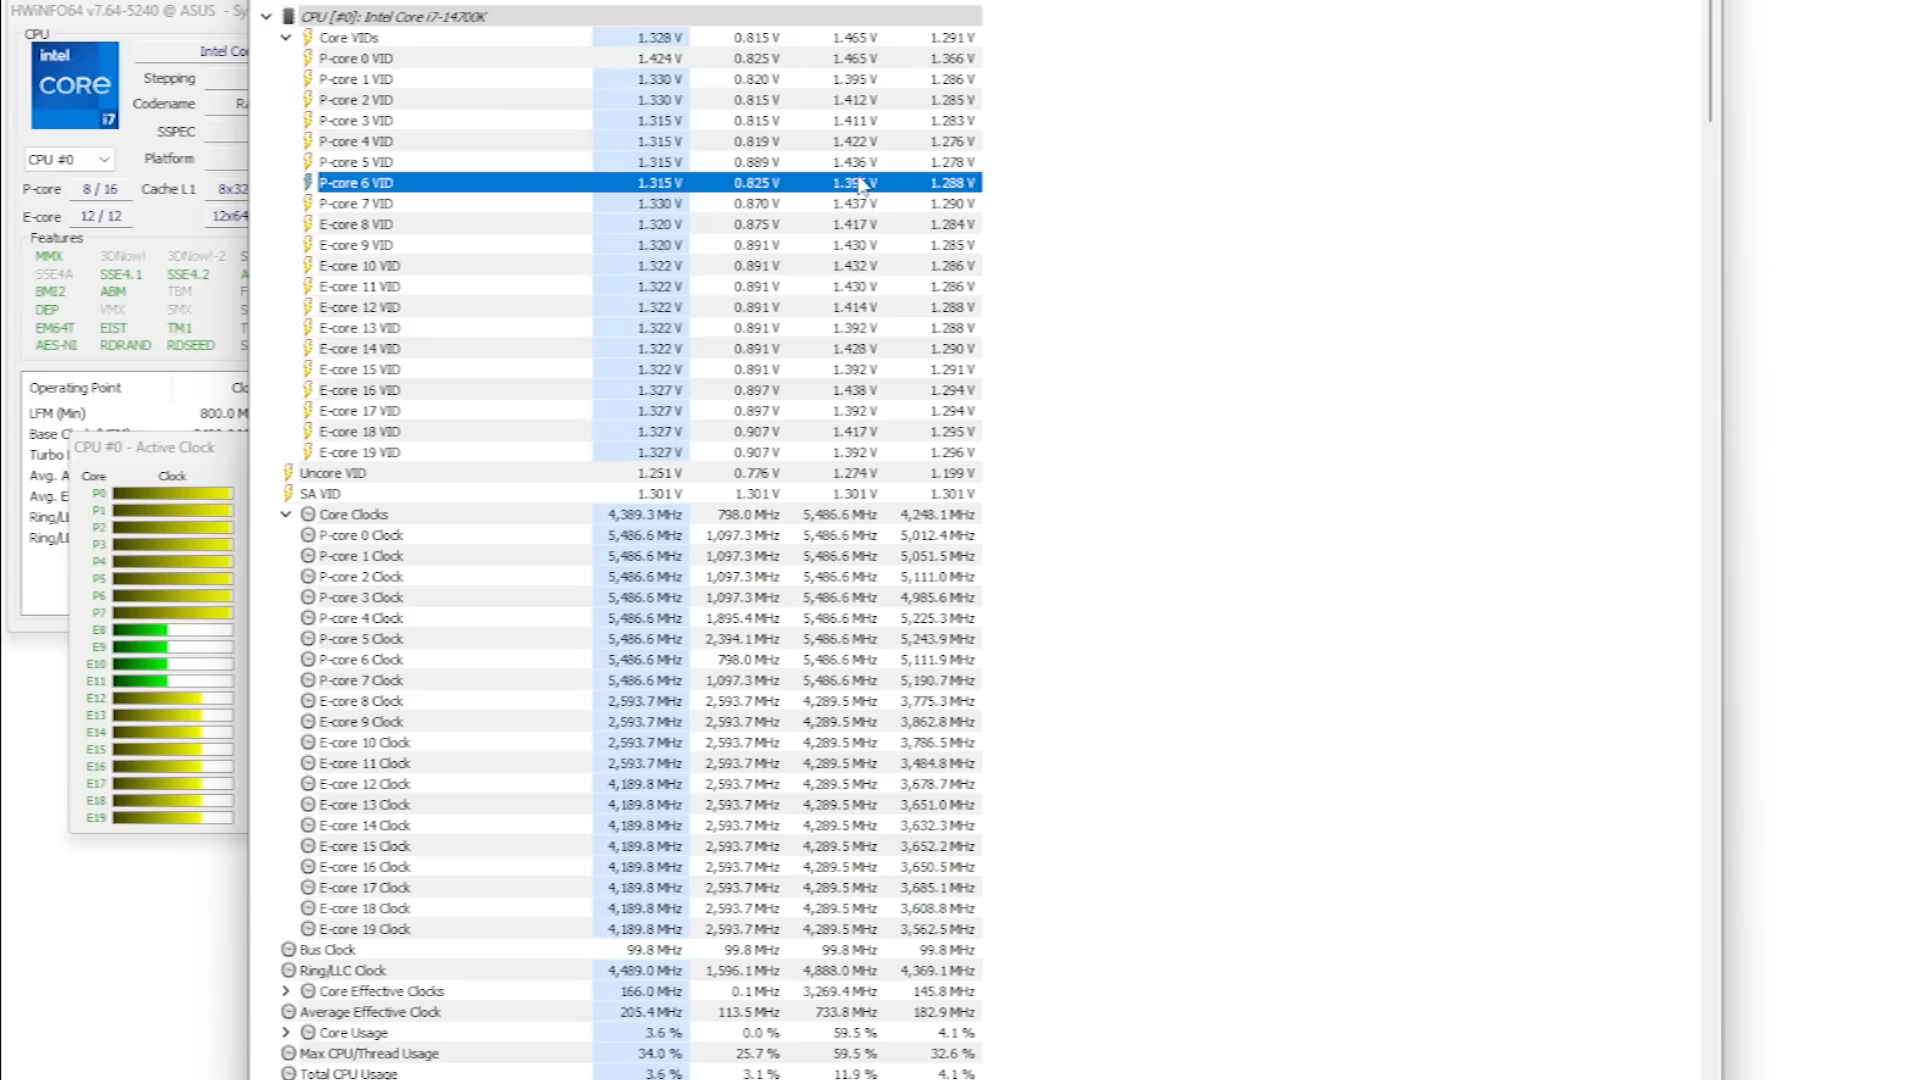 HWiNFO64 v7.64-5240 @ ASUS - Sy
CPU
intel
CORE
i7
Intel Co
Stepping
Codename
SSPEC
CPU #0
Platform
P-core 8 / 16 Cache L1 8x32
E-core 12 / 12 12x64
Features
MMX 3DNow! 3DNow!-2 S
SSE4A SSE4.1 SSE4.2
BMI2 ABM TBM
DEP VMX SMX
EM64T EIST TM1
AES-NI RDRAND RDSEED
Operating Point
LFM (Min) 800.0 M
Base
Turbo
Avg. A
Avg. E
Ring/LL
Ring/LL
CPU #0 - Active Clock
Core Clock
P0
P1
P2
P3
P4
P5
P6
P7
E8
E9
E10
E11
E12
E13
E14
E15
E16
E17
E18
E19
CPU [#0]: Intel Core i7-14700K
Core VIDs 1.328 V 0.815 V 1.465 V 1.291 V
P-core 0 VID 1.424 V 0.825 V 1.465 V 1.366 V
P-core 1 VID 1.330 V 0.820 V 1.395 V 1.286 V
P-core 2 VID 1.330 V 0.815 V 1.412 V 1.285 V
P-core 3 VID 1.315 V 0.815 V 1.411 V 1.283 V
P-core 4 VID 1.315 V 0.819 V 1.422 V 1.276 V
P-core 5 VID 1.315 V 0.889 V 1.436 V 1.278 V
P-core 6 VID 1.315 V 0.825 V V 1.288 V
P-core 7 VID 1.330 V 0.870 V 1.437 V 1.290 V
E-core 8 VID 1.320 V 0.875 V 1.417 V 1.284 V
E-core 9 VID 1.320 V 0.891 V 1.430 V 1.285 V
E-core 10 VID 1.322 V 0.891 V 1.432 V 1.286 V
E-core 11 VID 1.322 V 0.891 V 1.430 V 1.286 V
E-core 12 VID 1.322 V 0.891 V 1.414 V 1.288 V
E-core 13 VID 1.322 V 0.891 V 1.392 V 1.288 V
E-core 14 VID 1.322 V 0.891 V 1.428 V 1.290 V
E-core 15 VID 1.322 V 0.891 V 1.392 V 1.291 V
E-core 16 VID 1.327 V 0.897 V 1.438 V 1.294 V
E-core 17 VID 1.327 V 0.897 V 1.392 V 1.294 V
E-core 18 VID 1.327 V 0.907 V 1.417 V 1.295 V
E-core 19 VID 1.327 V 0.907 V 1.392 V 1.296 V
Uncore VID 1.251 V 0.776 V 1.274 V 1.199 V
SA VID 1.301 V 1.301 V 1.301 V 1.301 V
Core Clocks 4,389.3 MHz 798.0 MHz 5,486.6 MHz 4,248.1 MHz
P-core 0 Clock 5,486.6 MHz 1,097.3 MHz 5,486.6 MHz 5,012.4 MHz
P-core 1 Clock 5,486.6 MHz 1,097.3 MHz 5,486.6 MHz 5,051.5 MHz
P-core 2 Clock 5,486.6 MHz 1,097.3 MHz 5,486.6 MHz 5,111.0 MHz
P-core 3 Clock 5,486.6 MHz 1,097.3 MHz 5,486.6 MHz 4,985.6 MHz
P-core 4 Clock 5,486.6 MHz 1,895.4 MHz 5,486.6 MHz 5,225.3 MHz
P-core 5 Clock 5,486.6 MHz 2,394.1 MHz 5,486.6 MHz 5,243.9 MHz
P-core 6 Clock 5,486.6 MHz 798.0 MHz 5,486.6 MHz 5,111.9 MHz
P-core 7 Clock 5,486.6 MHz 1,097.3 MHz 5,486.6 MHz 5,190.7 MHz
E-core 8 Clock 2,593.7 MHz 2,593.7 MHz 4,289.5 MHz 3,775.3 MHz
E-core 9 Clock 2,593.7 MHz 2,593.7 MHz 4,289.5 MHz 3,862.8 MHz
E-core 10 Clock 2,593.7 MHz 2,593.7 MHz 4,289.5 MHz 3,786.5 MHz
E-core 11 Clock 2,593.7 MHz 2,593.7 MHz 4,289.5 MHz 3,484.8 MHz
E-core 12 Clock 4,189.8 MHz 2,593.7 MHz 4,289.5 MHz 3,678.7 MHz
E-core 13 Clock 4,189.8 MHz 2,593.7 MHz 4,289.5 MHz 3,651.0 MHz
E-core 14 Clock 4,189.8 MHz 2,593.7 MHz 4,289.5 MHz 3,632.3 MHz
E-core 15 Clock 4,189.8 MHz 2,593.7 MHz 4,289.5 MHz 3,652.2 MHz
E-core 16 Clock 4,189.8 MHz 2,593.7 MHz 4,289.5 MHz 3,650.5 MHz
E-core 17 Clock 4,189.8 MHz 2,593.7 MHz 4,289.5 MHz 3,685.1 MHz
E-core 18 Clock 4,189.8 MHz 2,593.7 MHz 4,289.5 MHz 3,608.8 MHz
E-core 19 Clock 4,189.8 MHz 2,593.7 MHz 4,289.5 MHz 3,562.5 MHz
Bus Clock 99.8 MHz 99.8 MHz 99.8 MHz 99.8 MHz
Ring/LLC Clock 4,489.0 MHz 1,596.1 MHz 4,888.0 MHz 4,369.1 MHz
Core Effective Clocks 166.0 MHz 0.1 MHz 3,269.4 MHz 145.8 MHz
Average Effective Clock 205.4 MHz 113.5 MHz 733.8 MHz 182.9 MHz
Core Usage 3.6 % 0.0 % 59.5 % 4.1 %
Max CPU/Thread Usage 34.0 % 25.7 % 59.5 % 32.6 %
Total CPU Usage 3.6 % 3.1 % 11.9 % 4.1 %